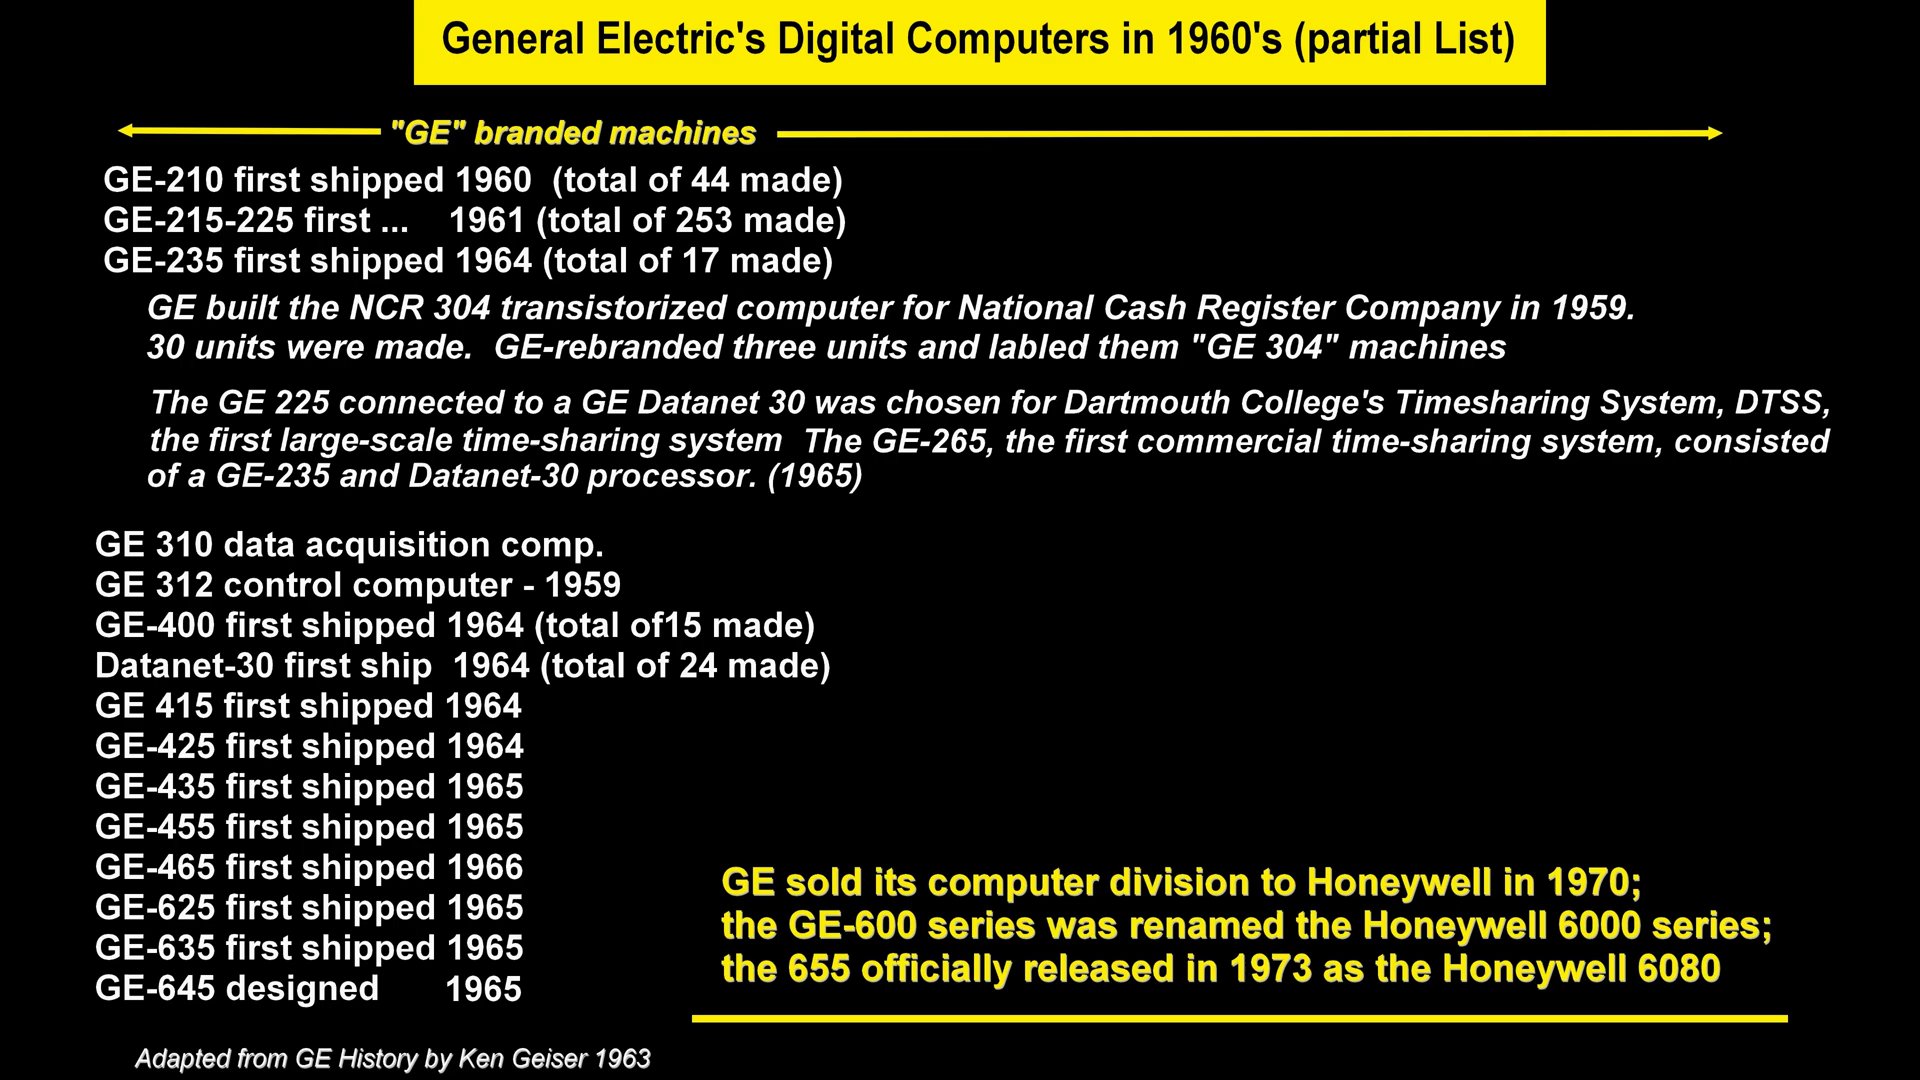 General Electric's Digital Computers in 1960's (partial List)
"GE" branded machines
GE-210 first shipped 1960 (total of 44 made)
GE-215-225 first ... 1961 (total of 253 made)
GE-235 first shipped 1964 (total of 17 made)
GE built the NCR 304 transistorized computer for National Cash Register Company in 1959.
30 units were made. GE-rebranded three units and labled them "GE 304" machines
The GE 225 connected to a GE Datanet 30 was chosen for Dartmouth College's Timesharing System, DTSS,
the first large-scale time-sharing system The GE-265, the first commercial time-sharing system, consisted
of a GE-235 and Datanet-30 processor. (1965)
GE 310 data acquisition comp.
GE 312 control computer - 1959
GE-400 first shipped 1964 (total of15 made)
Datanet-30 first ship 1964 (total of 24 made)
GE 415 first shipped 1964
GE-425 first shipped 1964
GE-435 first shipped 1965
GE-455 first shipped 1965
GE-465 first shipped 1966
GE-625 first shipped 1965
GE-635 first shipped 1965
GE-645 designed 1965
GE sold its computer division to Honeywell in 1970;
the GE-600 series was renamed the Honeywell 6000 series;
the 655 officially released in 1973 as the Honeywell 6080
Adapted from GE History by Ken Geiser 1963